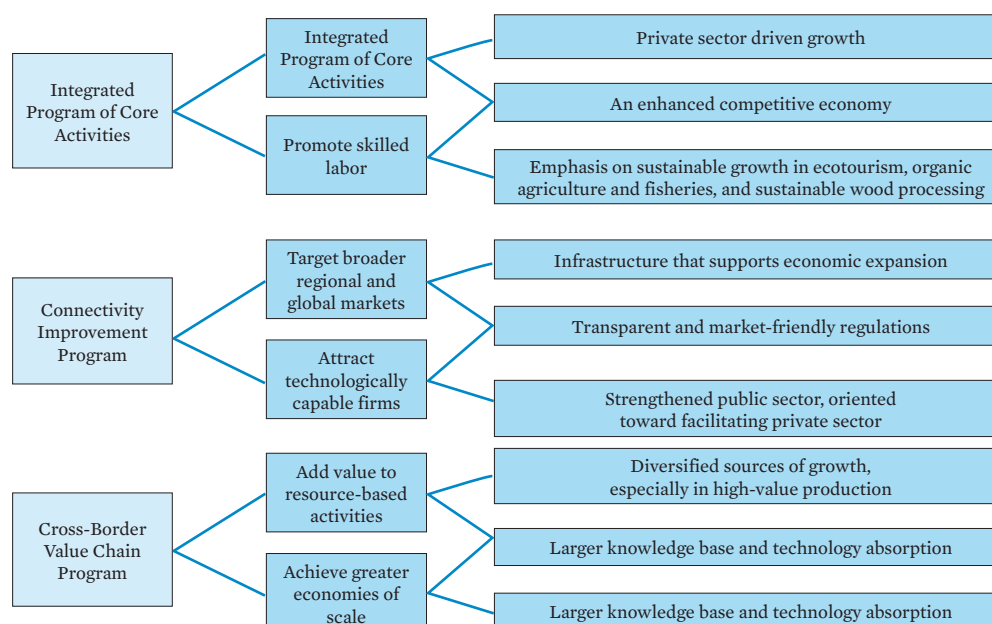 Integrated
Program of Core
Activities
Integrated
Program of Core
Activities
Promote skilled
labor
Private sector driven growth
An enhanced competitive economy
Emphasis on sustainable growth in ecotourism, organic
agriculture and fisheries, and sustainable wood processing
Connectivity
Improvement
Program
Target broader
regional and
global markets
Attract
technologically
capable firms
Infrastructure that supports economic expansion
Transparent and market-friendly regulations
Strengthened public sector, oriented
toward facilitating private sector
Cross-Border
Value Chain
Program
Add value to
resource-based
activities
Achieve greater
economies of
scale
Diversified sources of growth,
especially in high-value production
Larger knowledge base and technology absorption
Larger knowledge base and technology absorption